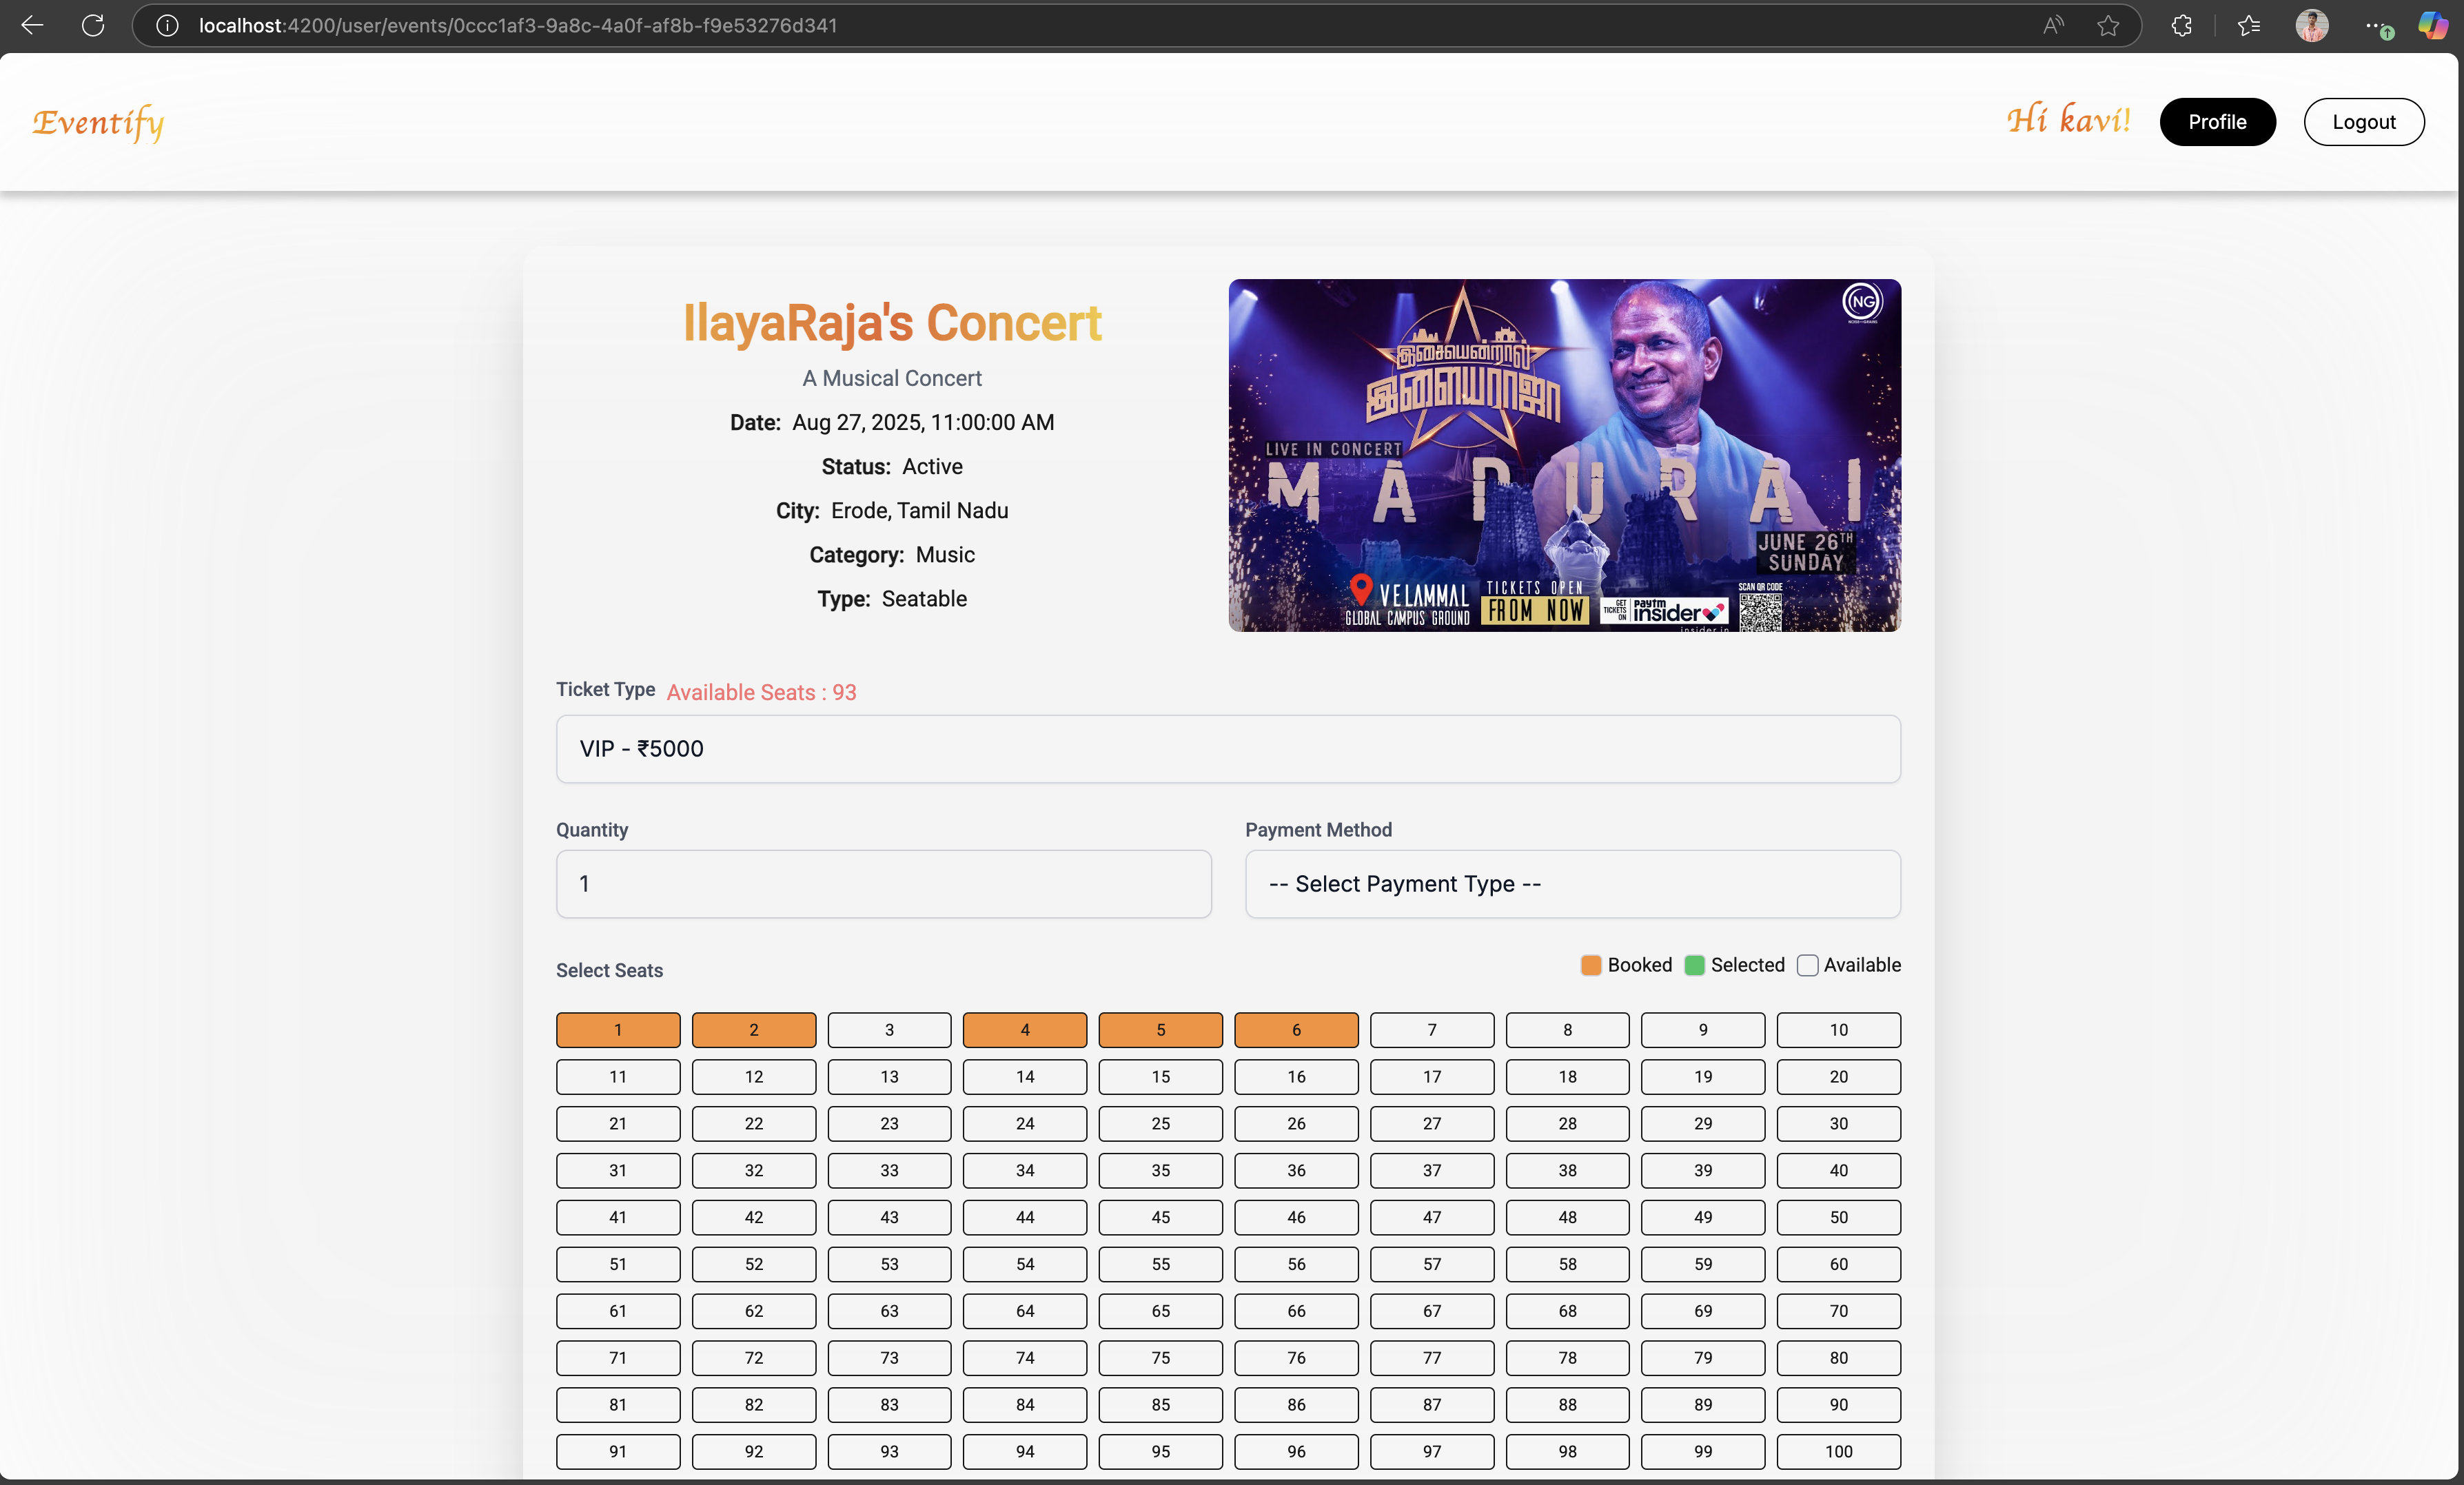 localhost:4200/user/events/0ccc1af3-9a8c-4a0f-af8b-f9e53276d341
Eventify
Hi kavi!
Profile
Logout
IlayaRaja's Concert
A Musical Concert
Date: Aug 27, 2025, 11:00:00 AM
Status: Active
City: Erode, Tamil Nadu
Category: Music
Type: Seatable
NG
இசையென்றால்
இளையராஜா
LIVE IN CONCERT
MADURAI
JUNE 26TH
SUNDAY
VELAMMAL
GLOBAL CAMPUS GROUND
TICKETS OPEN
FROM NOW
GET TICKETS ON
paytm
insider
insider.in
SCAN QR CODE
Ticket Type Available Seats : 93
VIP - ₹5000
Quantity
1
Payment Method
-- Select Payment Type --
Select Seats
Booked Selected Available
1 2 3 4 5 6 7 8 9 10
11 12 13 14 15 16 17 18 19 20
21 22 23 24 25 26 27 28 29 30
31 32 33 34 35 36 37 38 39 40
41 42 43 44 45 46 47 48 49 50
51 52 53 54 55 56 57 58 59 60
61 62 63 64 65 66 67 68 69 70
71 72 73 74 75 76 77 78 79 80
81 82 83 84 85 86 87 88 89 90
91 92 93 94 95 96 97 98 99 100